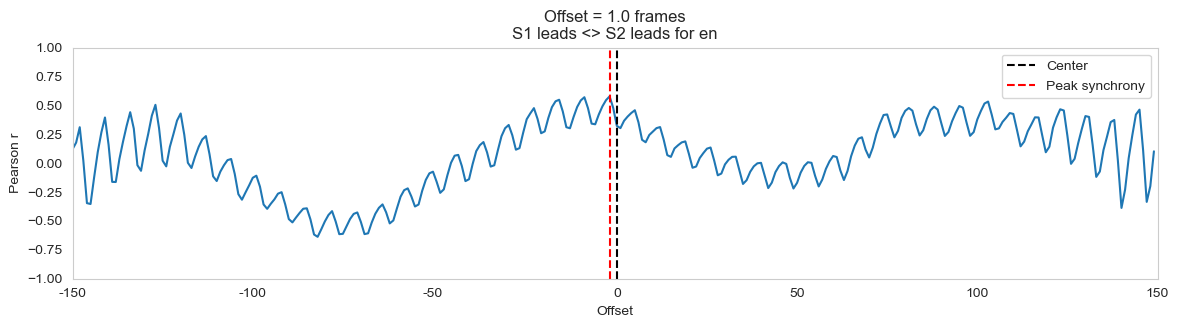 Offset = 1.0 frames
S1 leads <> S2 leads for en
1.00
0.75
0.50
0.25
0.00
−0.25
−0.50
−0.75
−1.00
Pearson r
Center
Peak synchrony
-150
-100
-50
0
50
100
150
Offset